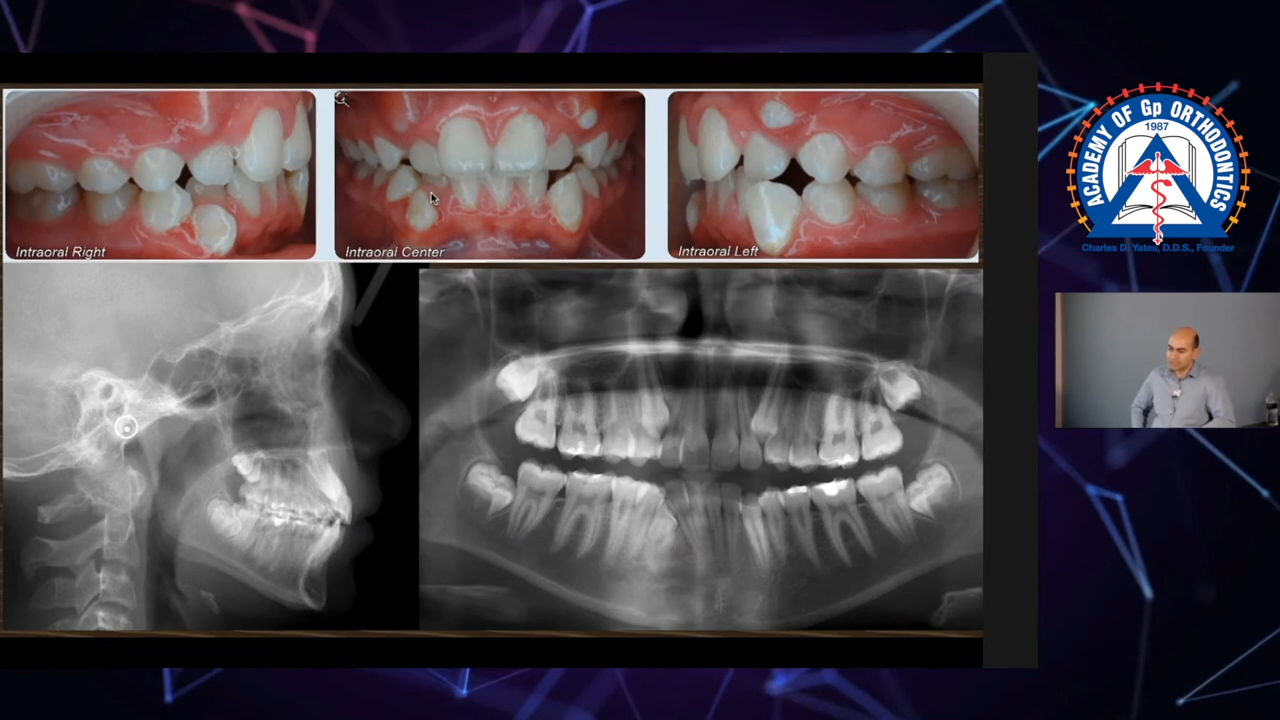 Intraoral Right
Intraoral Center
Intraoral Left
ACADEMY OF Gp ORTHODONTICS
1987
Charles D. Yates, D.D.S., Founder